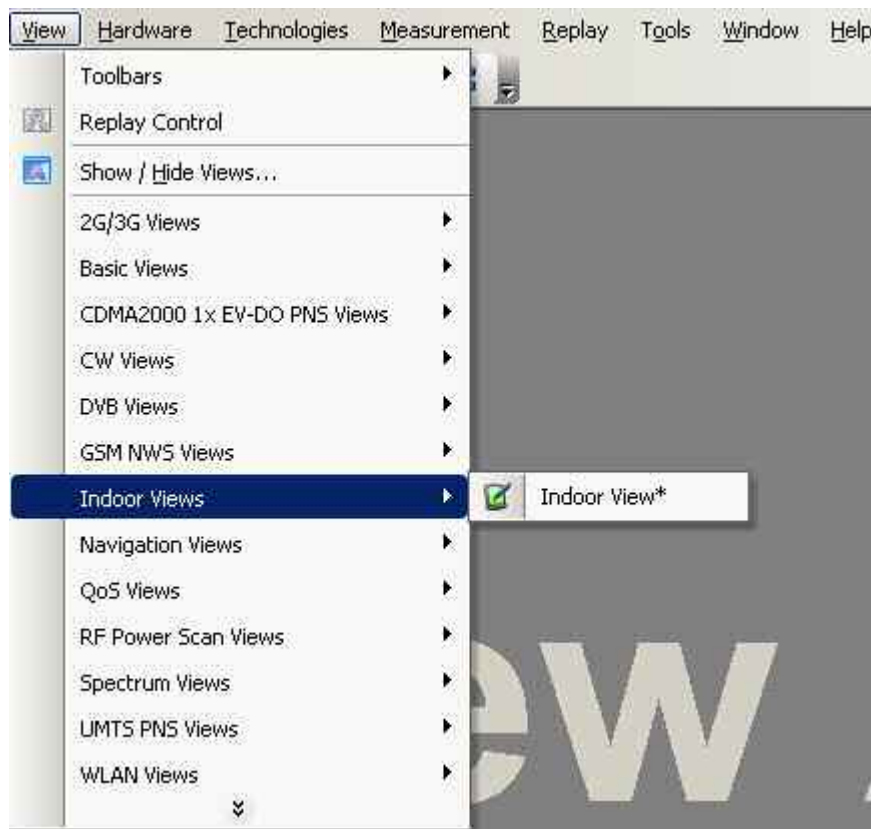 View Hardware Technologies Measurement Replay Tools Window Help
Toolbars
Replay Control
Show / Hide Views...
2G/3G Views
Basic Views
CDMA2000 1x EV-DO PNS Views
CW Views
DVB Views
GSM NWS Views
Indoor Views
Indoor View*
Navigation Views
QoS Views
RF Power Scan Views
Spectrum Views
UMTS PNS Views
WLAN Views
ew